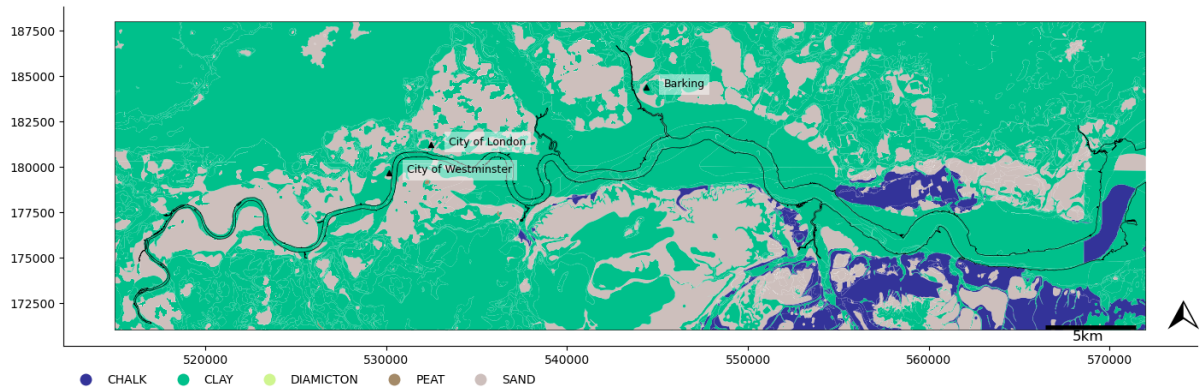 187500
185000
Barking
182500
City of London
180000
City of Westminster
177500
175000
172500
5km
520000 530000 540000 550000 560000 570000
CHALK CLAY DIAMICTON PEAT SAND